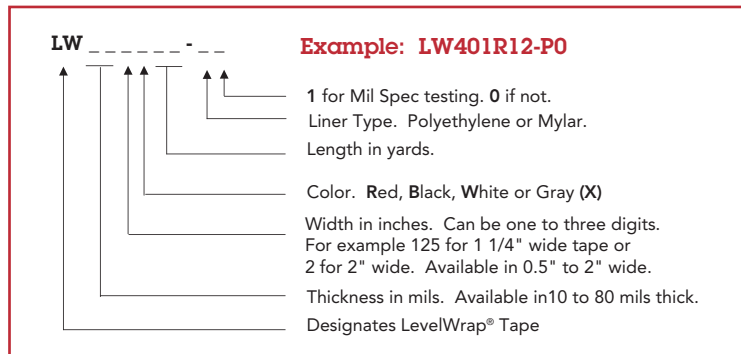 LW _ _ _ _ _ _ - _ _
Example: LW401R12-P0
1 for Mil Spec testing. 0 if not.
Liner Type. Polyethylene or Mylar.
Length in yards.
Color. Red, Black, White or Gray (X)
Width in inches. Can be one to three digits.
For example 125 for 1 1/4" wide tape or
2 for 2" wide. Available in 0.5" to 2" wide.
Thickness in mils. Available in10 to 80 mils thick.
Designates LevelWrap® Tape